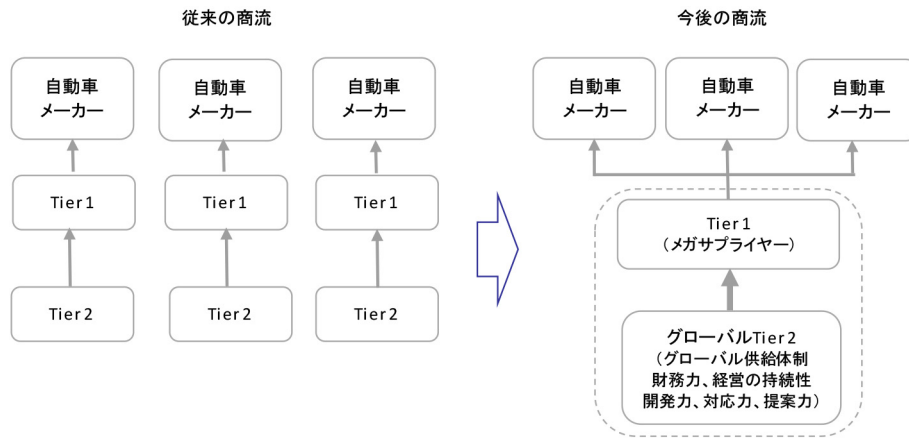 従来の商流
自動車
メーカー
自動車
メーカー
自動車
メーカー
Tier1
Tier1
Tier1
Tier2
Tier2
Tier2
今後の商流
自動車
メーカー
自動車
メーカー
自動車
メーカー
Tier1
(メガサプライヤー)
グローバルTier2
(グローバル供給体制
財務力、経営の持続性
開発力、対応力、提案力)